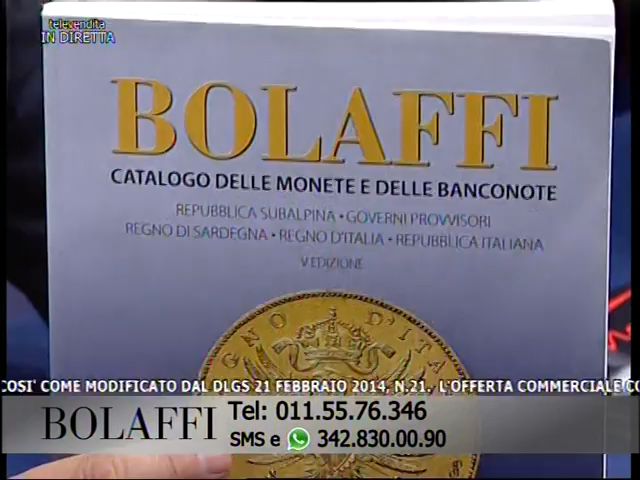 televendita
IN DIRETTA
BOLAFFI
CATALOGO DELLE MONETE E DELLE BANCONOTE
REPUBBLICA SUBALPINA • GOVERNI PROVVISORI
REGNO DI SARDEGNA • REGNO D'ITALIA • REPUBBLICA ITALIANA
V EDIZIONE
GNO D'ITAL
COSI' COME MODIFICATO DAL DLGS 21 FEBBRAIO 2014, N.21. L'OFFERTA COMMERCIALE
BOLAFFI
Tel: 011.55.76.346
SMS e 342.830.00.90